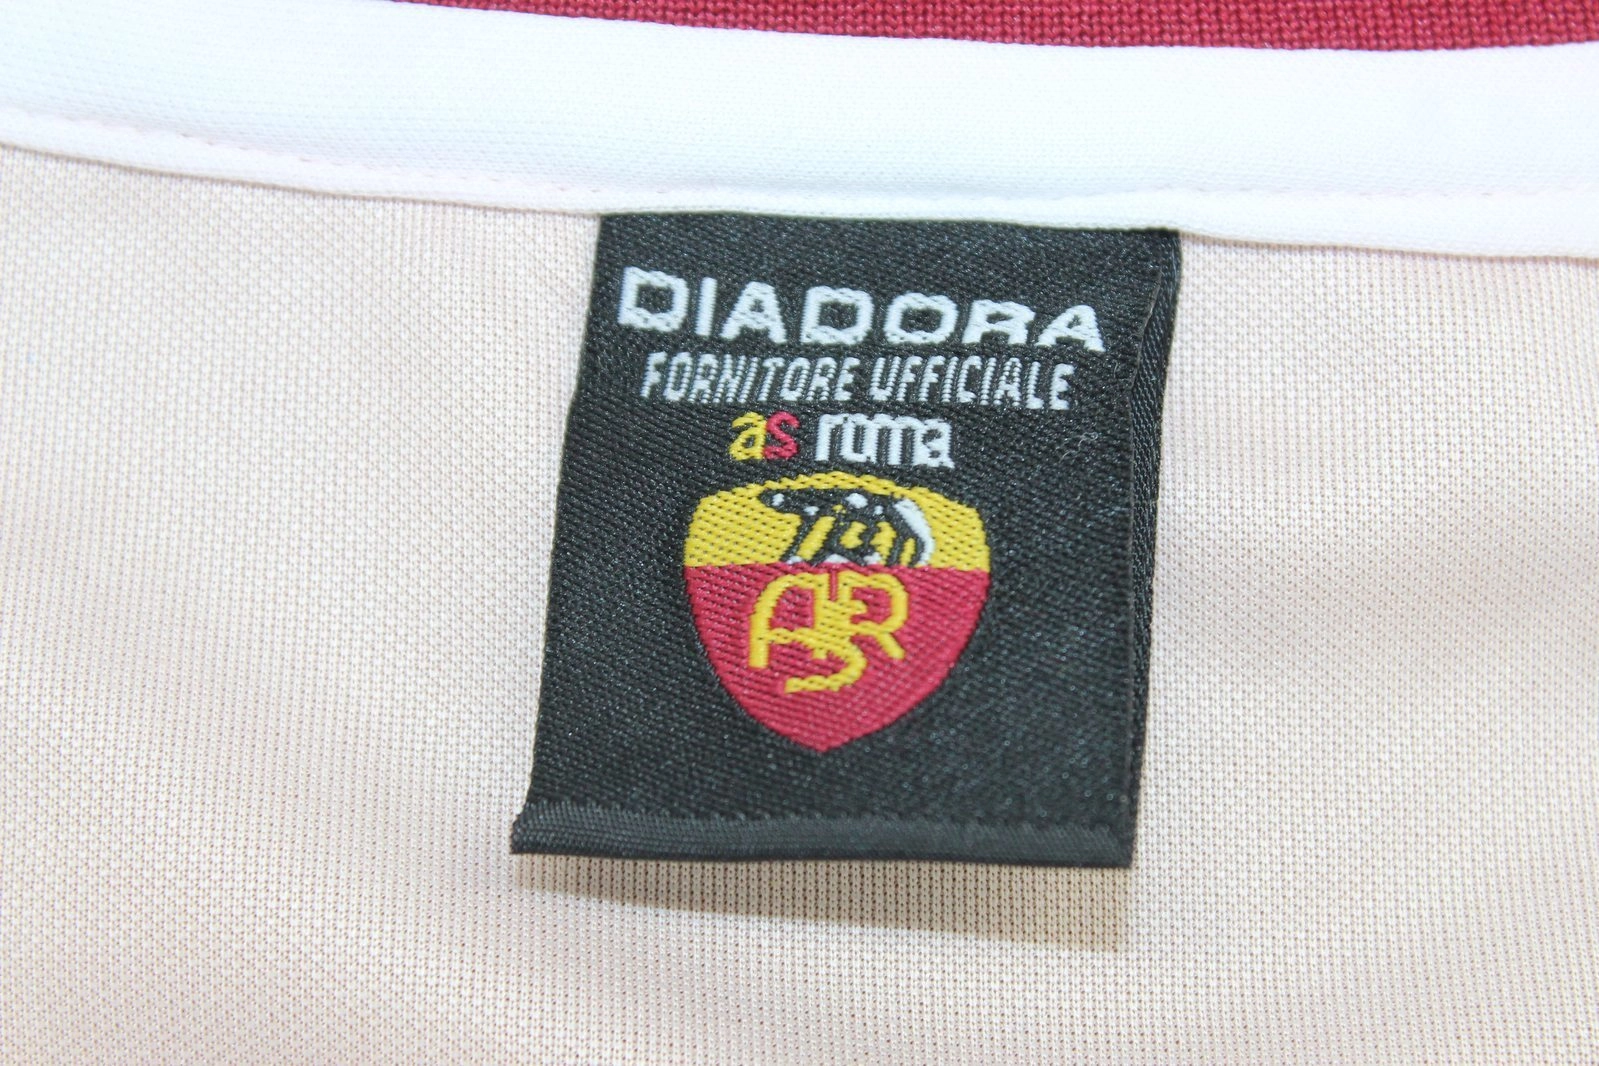 DIADORA
FORNITORE UFFICIALE
as roma
ASR